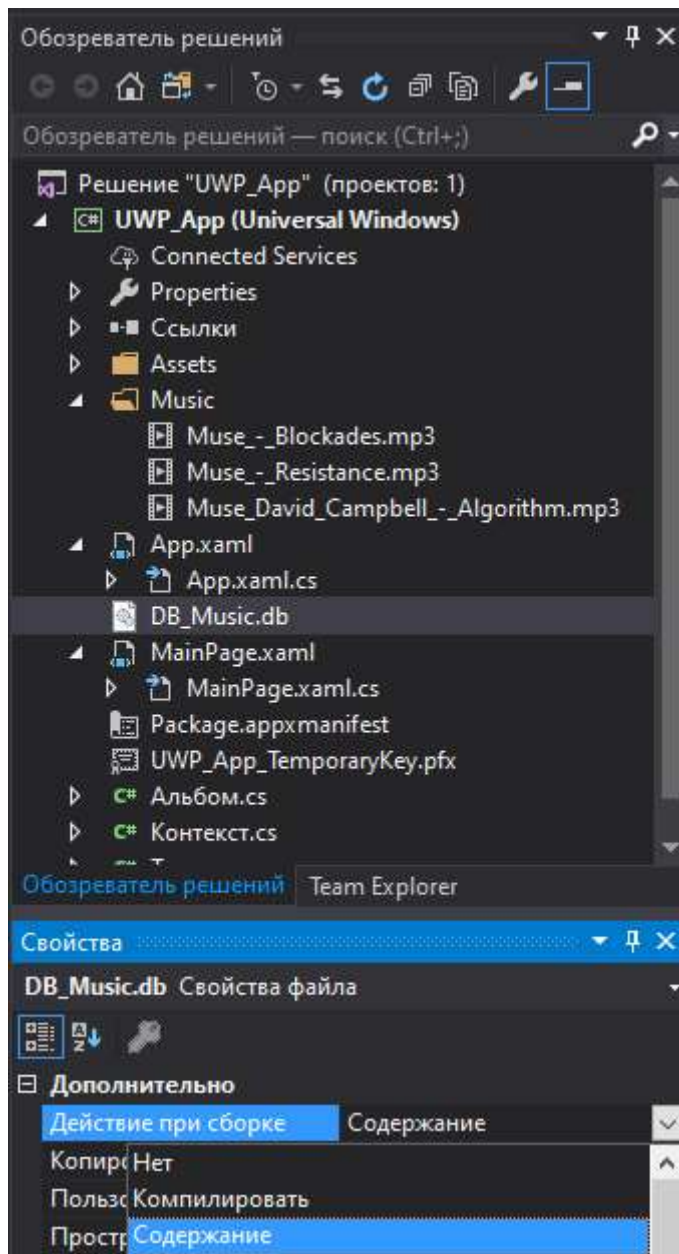 Обозреватель решений
Обозреватель решений — поиск (Ctrl+;)
Решение "UWP_App" (проектов: 1)
C# UWP_App (Universal Windows)
Connected Services
Properties
Ссылки
Assets
Music
Muse_-_Blockades.mp3
Muse_-_Resistance.mp3
Muse_David_Campbell_-_Algorithm.mp3
App.xaml
App.xaml.cs
DB_Music.db
MainPage.xaml
MainPage.xaml.cs
Package.appxmanifest
UWP_App_TemporaryKey.pfx
C# Альбом.cs
C# Контекст.cs
Обозреватель решений Team Explorer
Свойства
DB_Music.db Свойства файла
Дополнительно
Действие при сборке Содержание
Копиро Нет
Пользо Компилировать
Простр Содержание